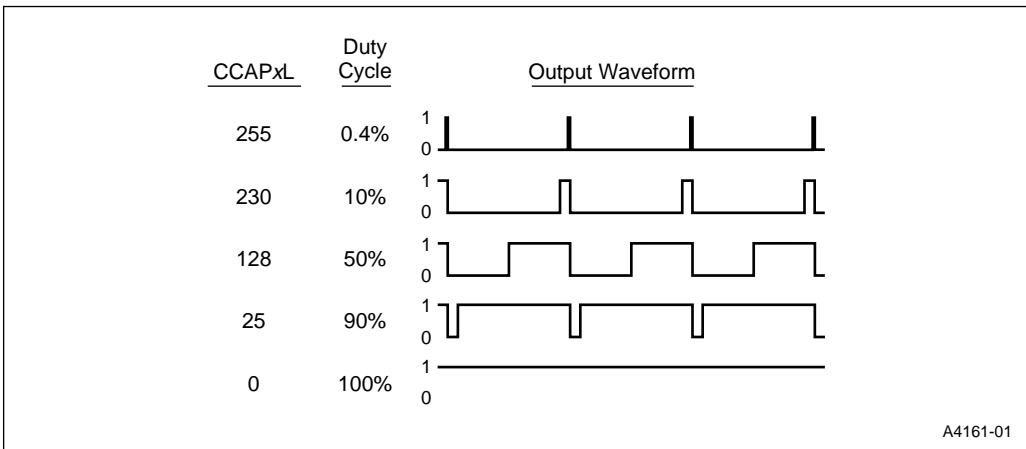 Duty
CCAPxL Cycle Output Waveform
255 0.4% 1
0
230 10% 1
0
128 50% 1
0
25 90% 1
0
0 100% 1
0
A4161-01